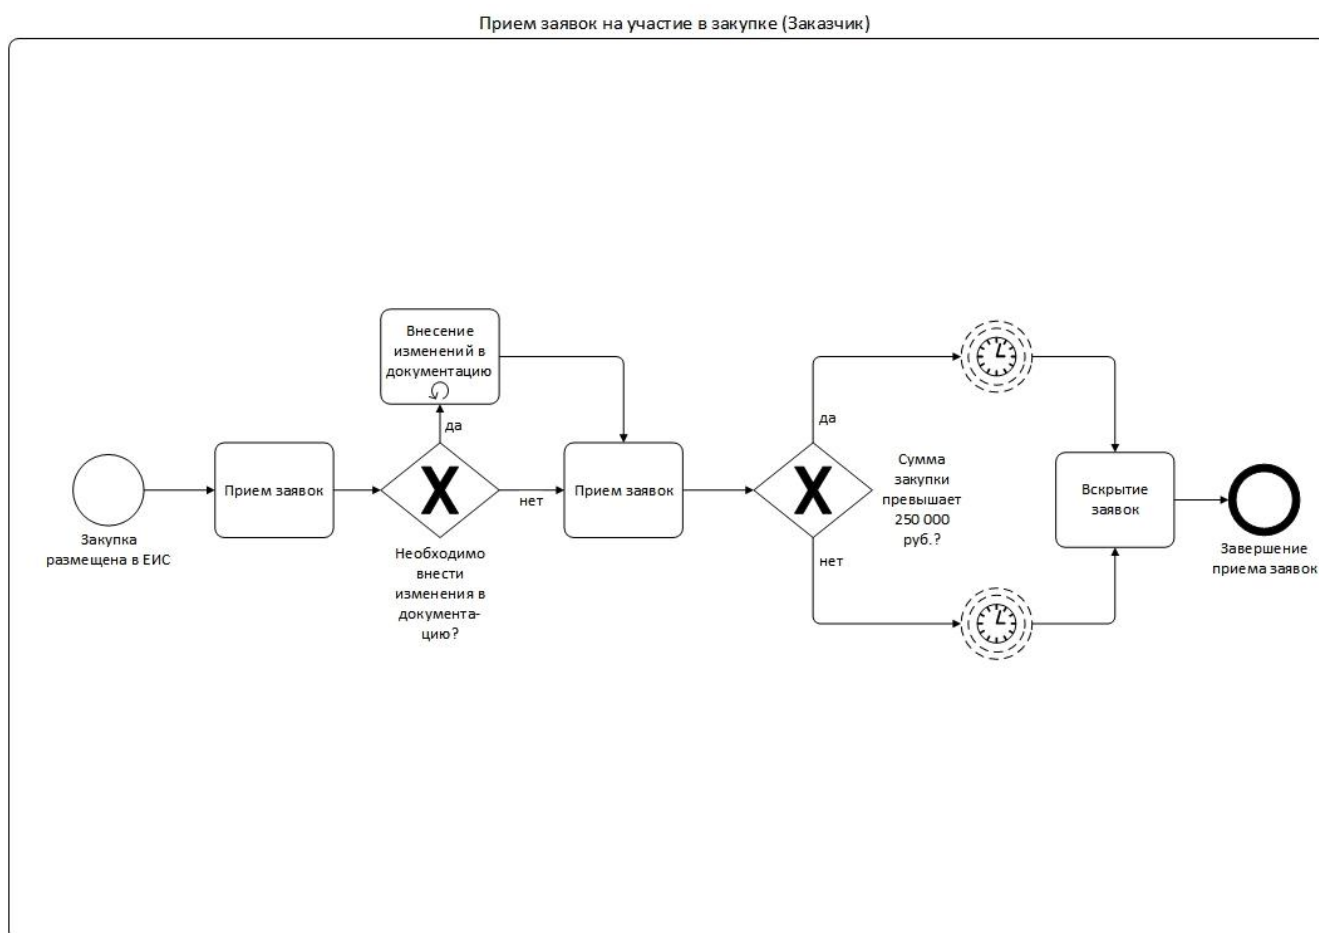 Прием заявок на участие в закупке (Заказчик)
Закупка
размещена в ЕИС
Прием заявок
Внесение
изменений в
документацию
да
X
нет
Необходимо
внести
изменения в
документа-
цию?
Прием заявок
да
X
нет
Сумма
закупки
превышает
250 000
руб.?
Вскрытие
заявок
Завершение
приема заявок